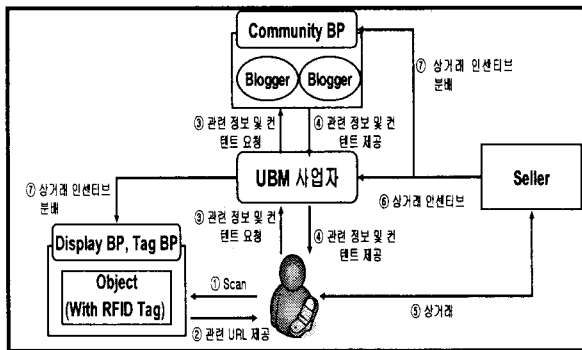 Community BP
Blogger
Blogger
⑦ 상거래 인센티브
분배
③ 관련 정보 및 컨
텐트 요청
④ 관련 정보 및 컨
텐트 제공
UBM 사업자
Seller
⑦ 상거래 인센티브
분배
⑥ 상거래 안센티브
③ 관련 정보 및 컨
텐트 요청
④ 관련 정보 및 컨
텐트 제공
Display BP, Tag BP
Object
(With RFID Tag)
① Scan
② 관련 URL 제공
⑤ 상거래